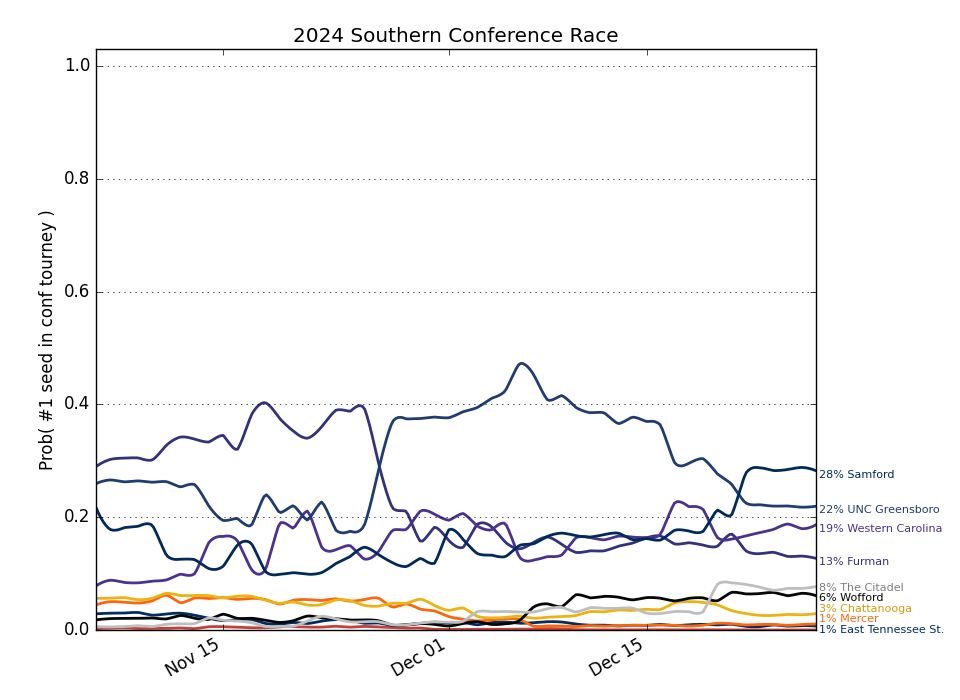 2024 Southern Conference Race
Prob( #1 seed in conf tourney )
1.0
0.8
0.6
0.4
0.2
0.0
Nov 15
Dec 01
Dec 15
28% Samford
22% UNC Greensboro
19% Western Carolina
13% Furman
8% The Citadel
6% Wofford
3% Chattanooga
1% Mercer
1% East Tennessee St.